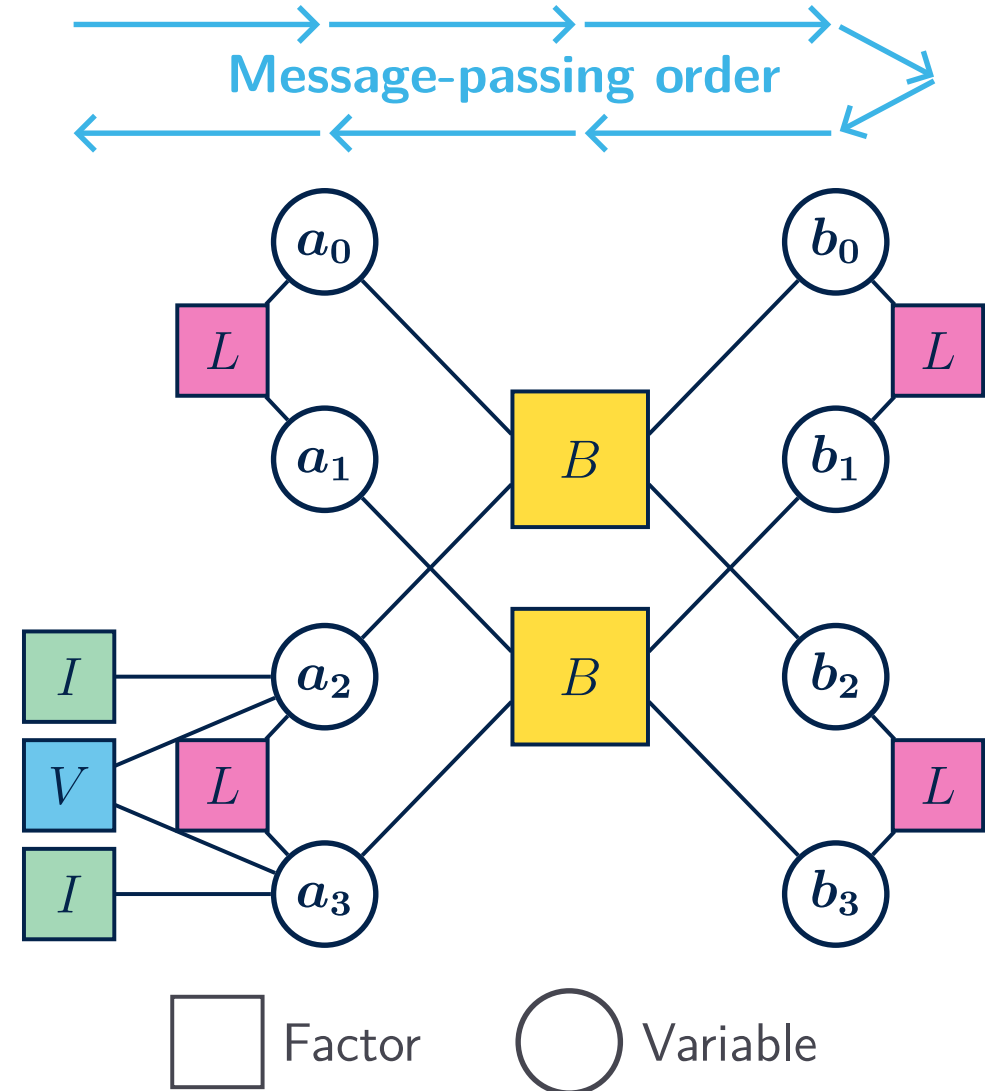 Message-passing order
a₀ b₀
L L
a₁ B b₁
I a₂ B b₂
V L L
I a₃ b₃
Factor Variable